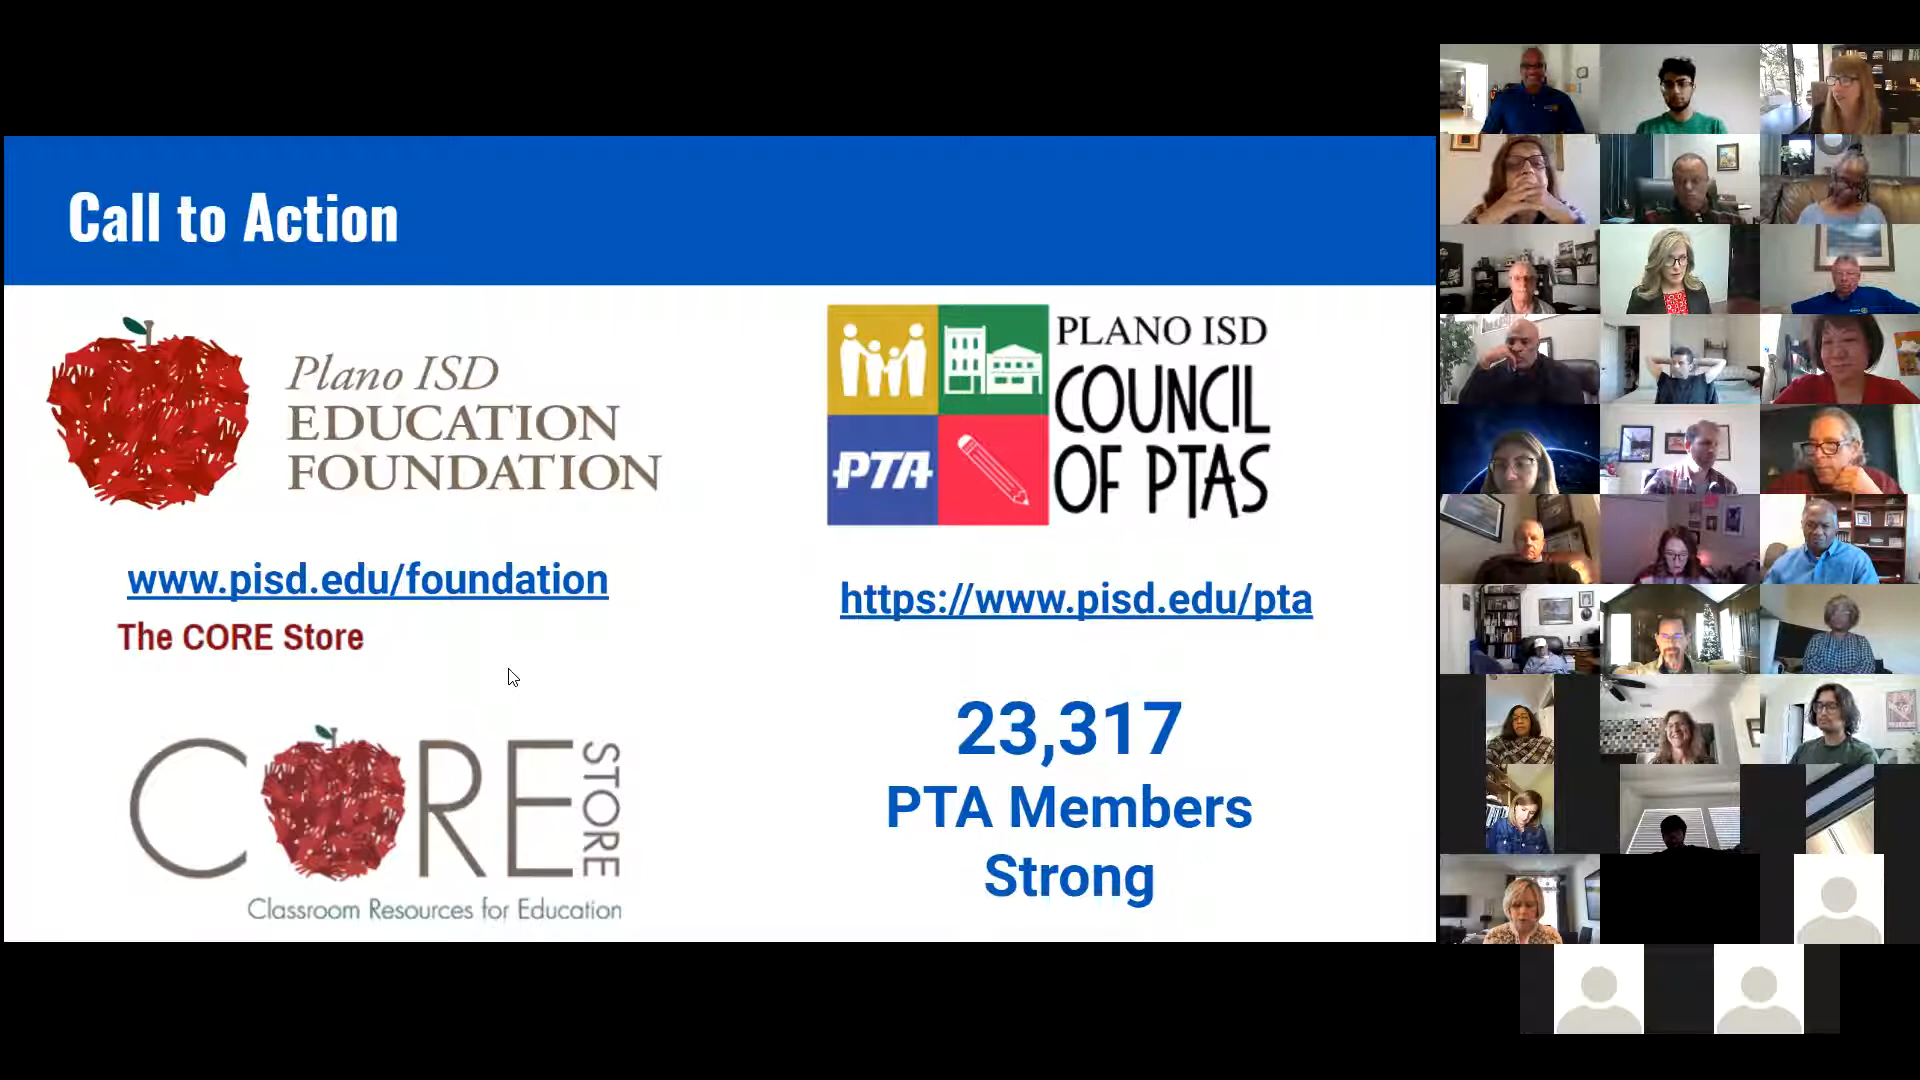 Call to Action
Plano ISD
EDUCATION
FOUNDATION
www.pisd.edu/foundation
The CORE Store
CORE STORE
Classroom Resources for Education
PLANO ISD
COUNCIL
OF PTAS
PTA
https://www.pisd.edu/pta
23,317
PTA Members
Strong